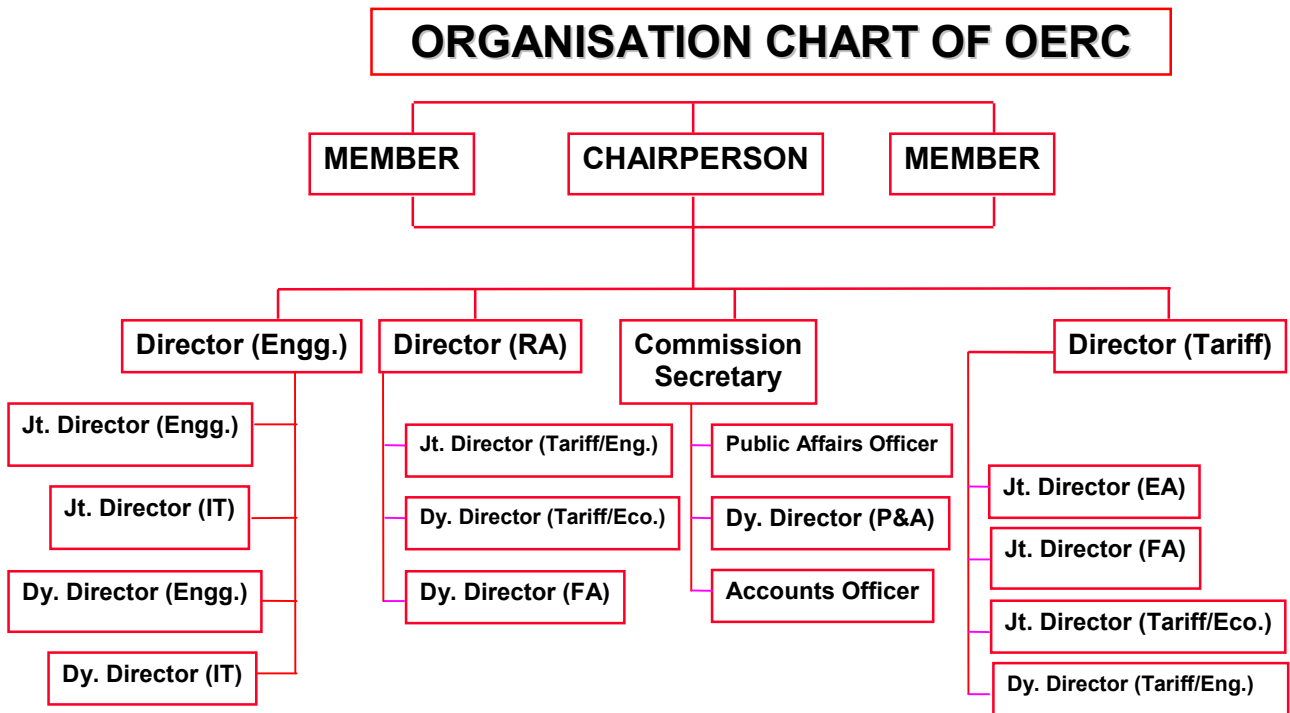 ORGANISATION CHART OF OERC
MEMBER
CHAIRPERSON
MEMBER
Director (Engg.)
Director (RA)
Commission
Secretary
Director (Tariff)
Jt. Director (Engg.)
Jt. Director (IT)
Dy. Director (Engg.)
Dy. Director (IT)
Jt. Director (Tariff/Eng.)
Dy. Director (Tariff/Eco.)
Dy. Director (FA)
Public Affairs Officer
Dy. Director (P&A)
Accounts Officer
Jt. Director (EA)
Jt. Director (FA)
Jt. Director (Tariff/Eco.)
Dy. Director (Tariff/Eng.)